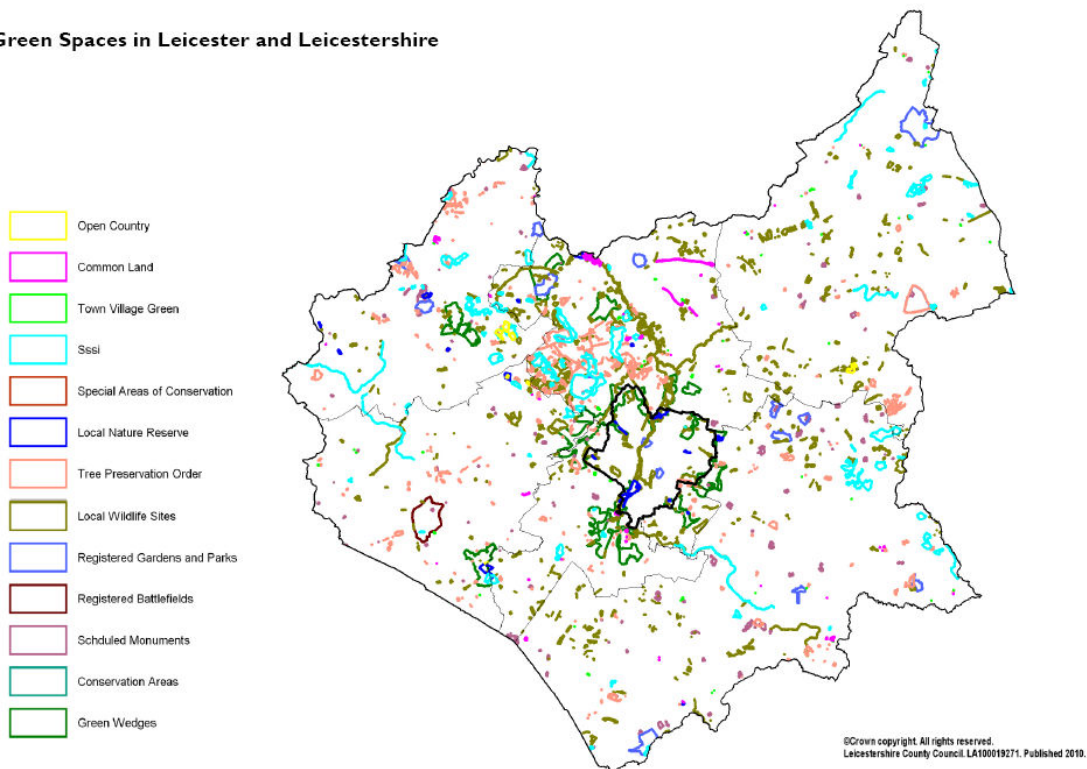 Green Spaces in Leicester and Leicestershire
Open Country
Common Land
Town Village Green
Sssi
Special Areas of Conservation
Local Nature Reserve
Tree Preservation Order
Local Wildlife Sites
Registered Gardens and Parks
Registered Battlefields
Schduled Monuments
Conservation Areas
Green Wedges
©Crown copyright. All rights reserved.
Leicestershire County Council. LA100019271. Published 2010.